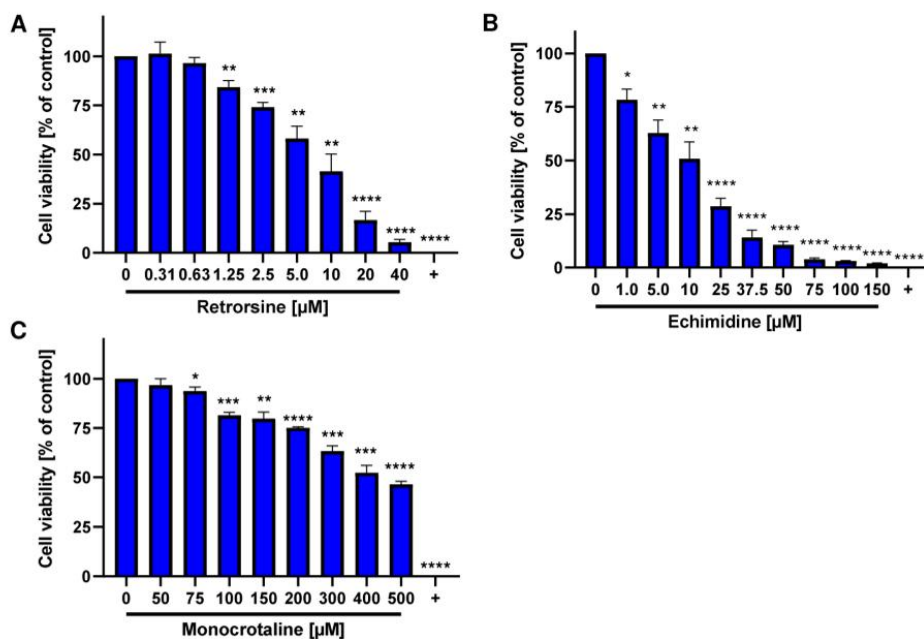 A
Cell viability [% of control]
100
75
50
25
0
** *** ** ** **** **** ****
0 0.31 0.63 1.25 2.5 5.0 10 20 40 +
Retrorsine [µM]
B
Cell viability [% of control]
100
75
50
25
0
* ** ** **** **** **** **** **** **** ****
0 1.0 5.0 10 25 37.5 50 75 100 150 +
Echimidine [µM]
C
Cell viability [% of control]
100
75
50
25
0
* *** ** **** *** *** **** ****
0 50 75 100 150 200 300 400 500 +
Monocrotaline [µM]